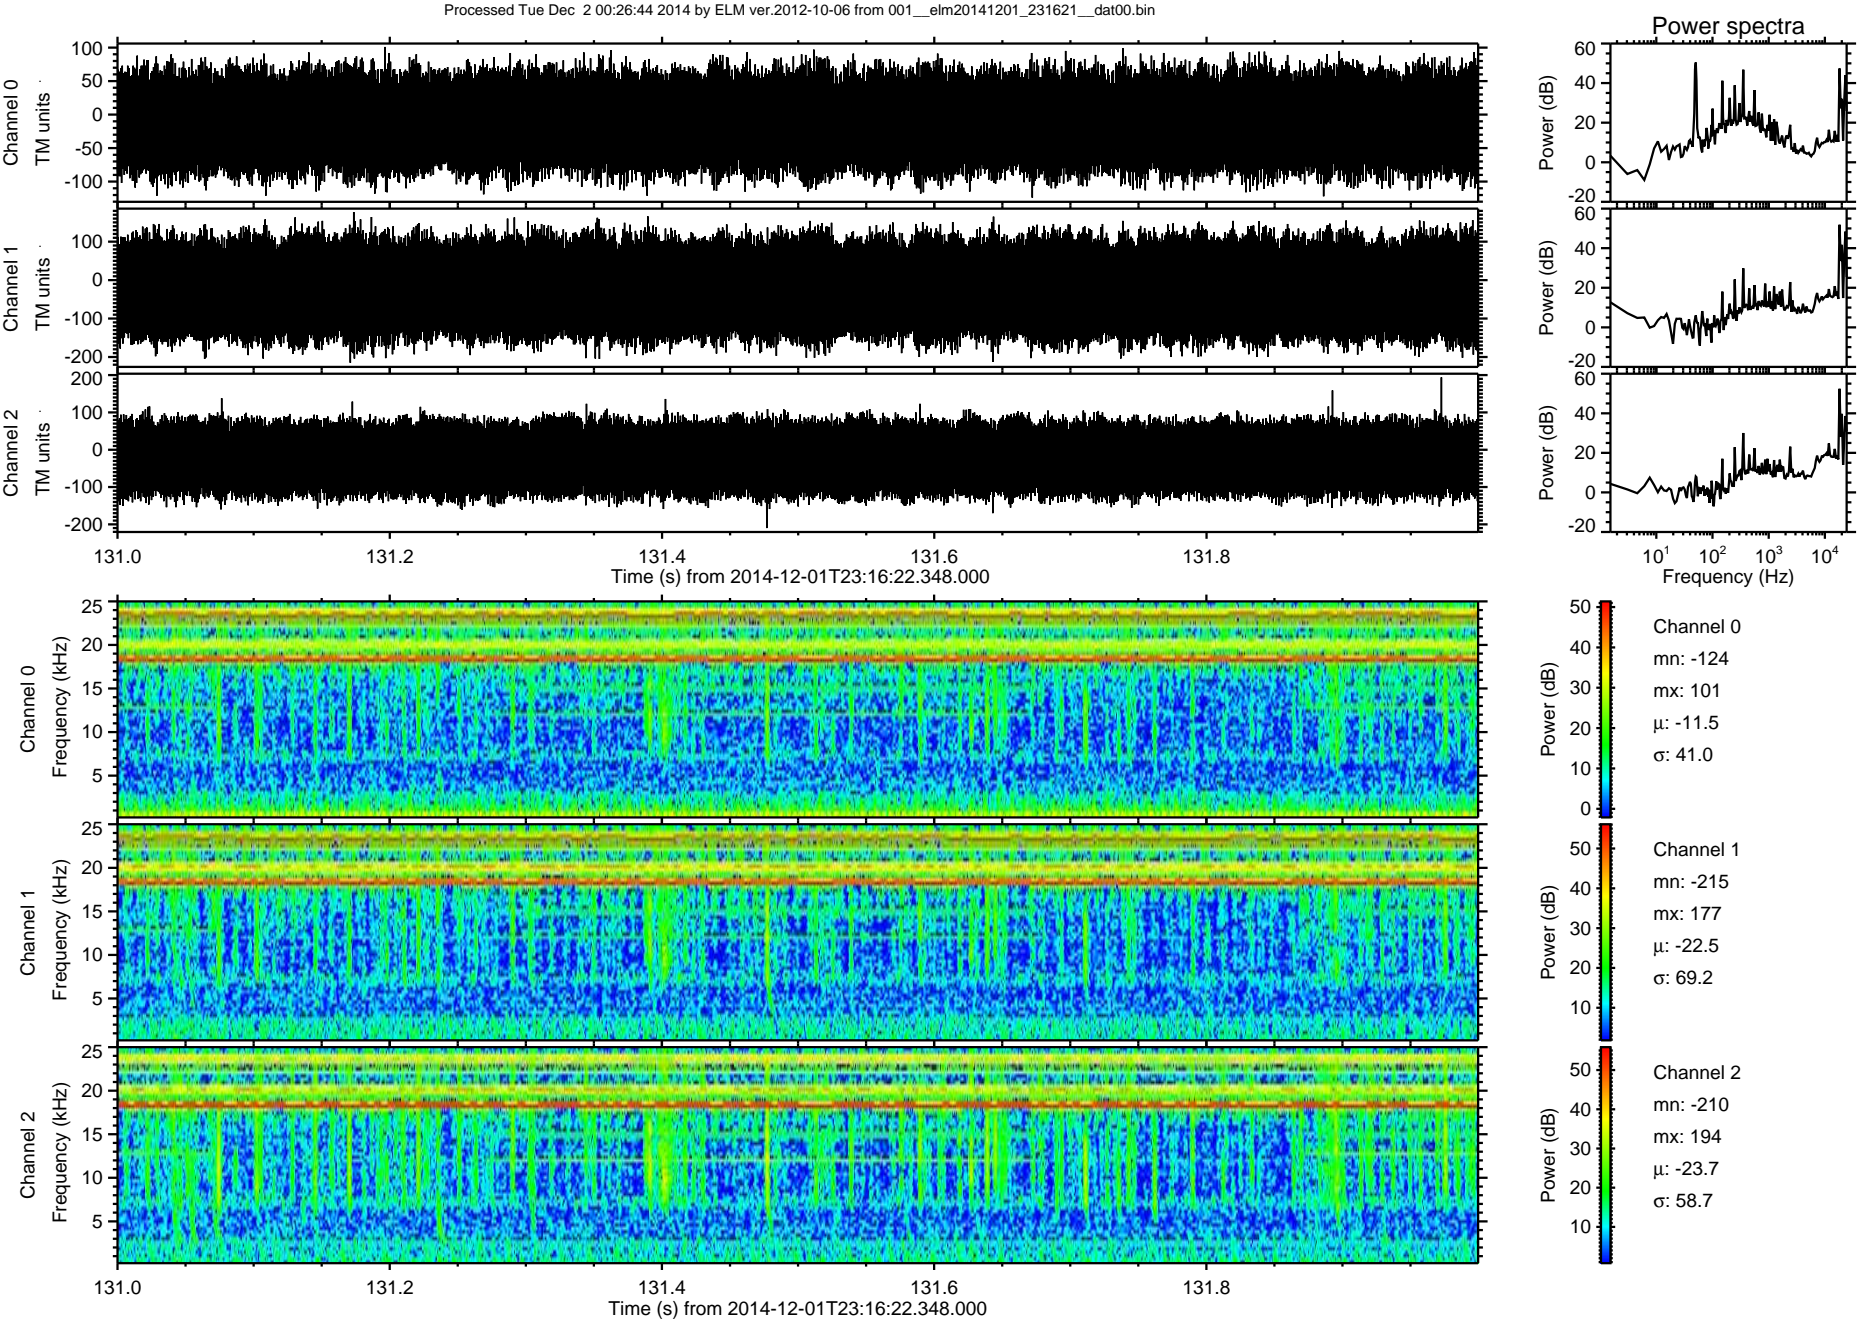 Processed Tue Dec  2 00:26:44 2014 by ELM ver.2012-10-06 from 001__elm20141201_231621__dat00.bin
Power spectra
Channel 0
TM units
100
50
0
-50
-100
Power (dB)
60
40
20
0
-20
Channel 1
TM units
100
0
-100
-200
Power (dB)
60
40
20
0
-20
Channel 2
TM units
200
100
0
-100
-200
Power (dB)
60
40
20
0
-20
131.0 131.2 131.4 131.6 131.8
Time (s) from 2014-12-01T23:16:22.348.000
10^1 10^2 10^3 10^4
Frequency (Hz)
Channel 0
Frequency (kHz)
25
20
15
10
5
Power (dB)
50
40
30
20
10
0
Channel 0
mn: -124
mx: 101
μ: -11.5
σ: 41.0
Channel 1
Frequency (kHz)
25
20
15
10
5
Power (dB)
50
40
30
20
10
Channel 1
mn: -215
mx: 177
μ: -22.5
σ: 69.2
Channel 2
Frequency (kHz)
25
20
15
10
5
Power (dB)
50
40
30
20
10
Channel 2
mn: -210
mx: 194
μ: -23.7
σ: 58.7
131.0 131.2 131.4 131.6 131.8
Time (s) from 2014-12-01T23:16:22.348.000